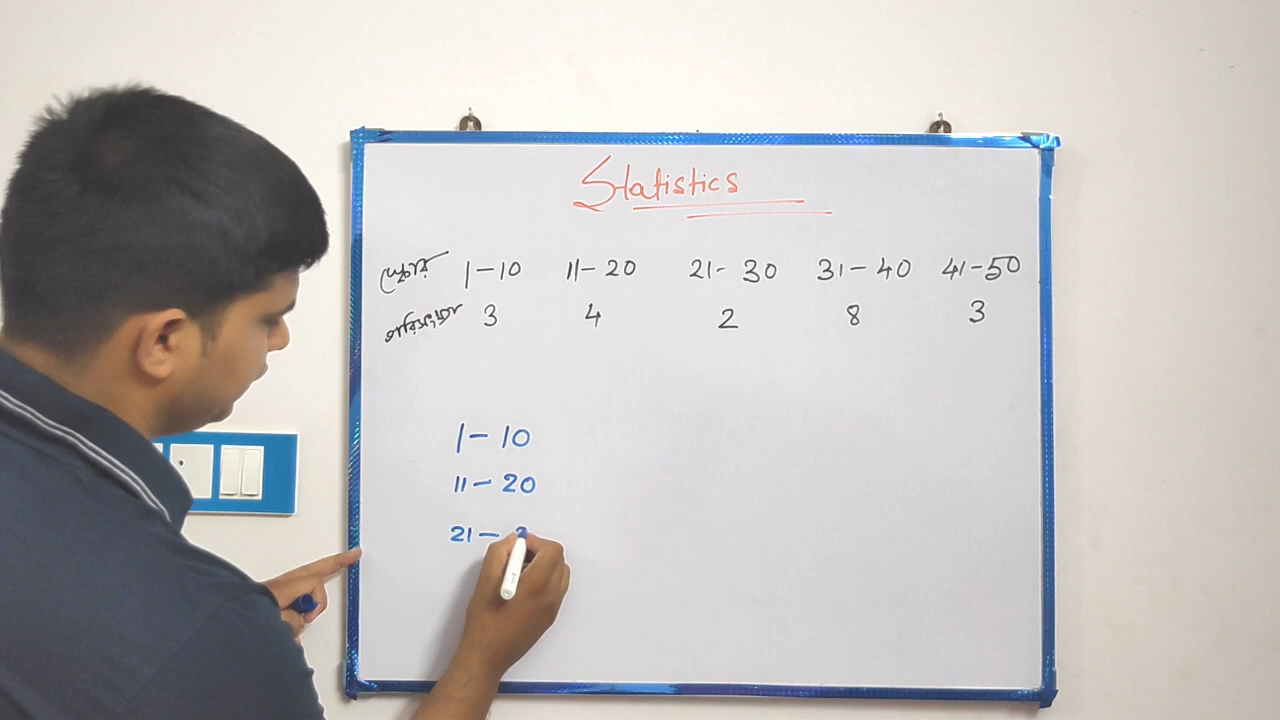 Statistics
স্কোর 1-10 11-20 21-30 31-40 41-50
পরিসংখ্যা 3 4 2 8 3
1-10
11-20
21-